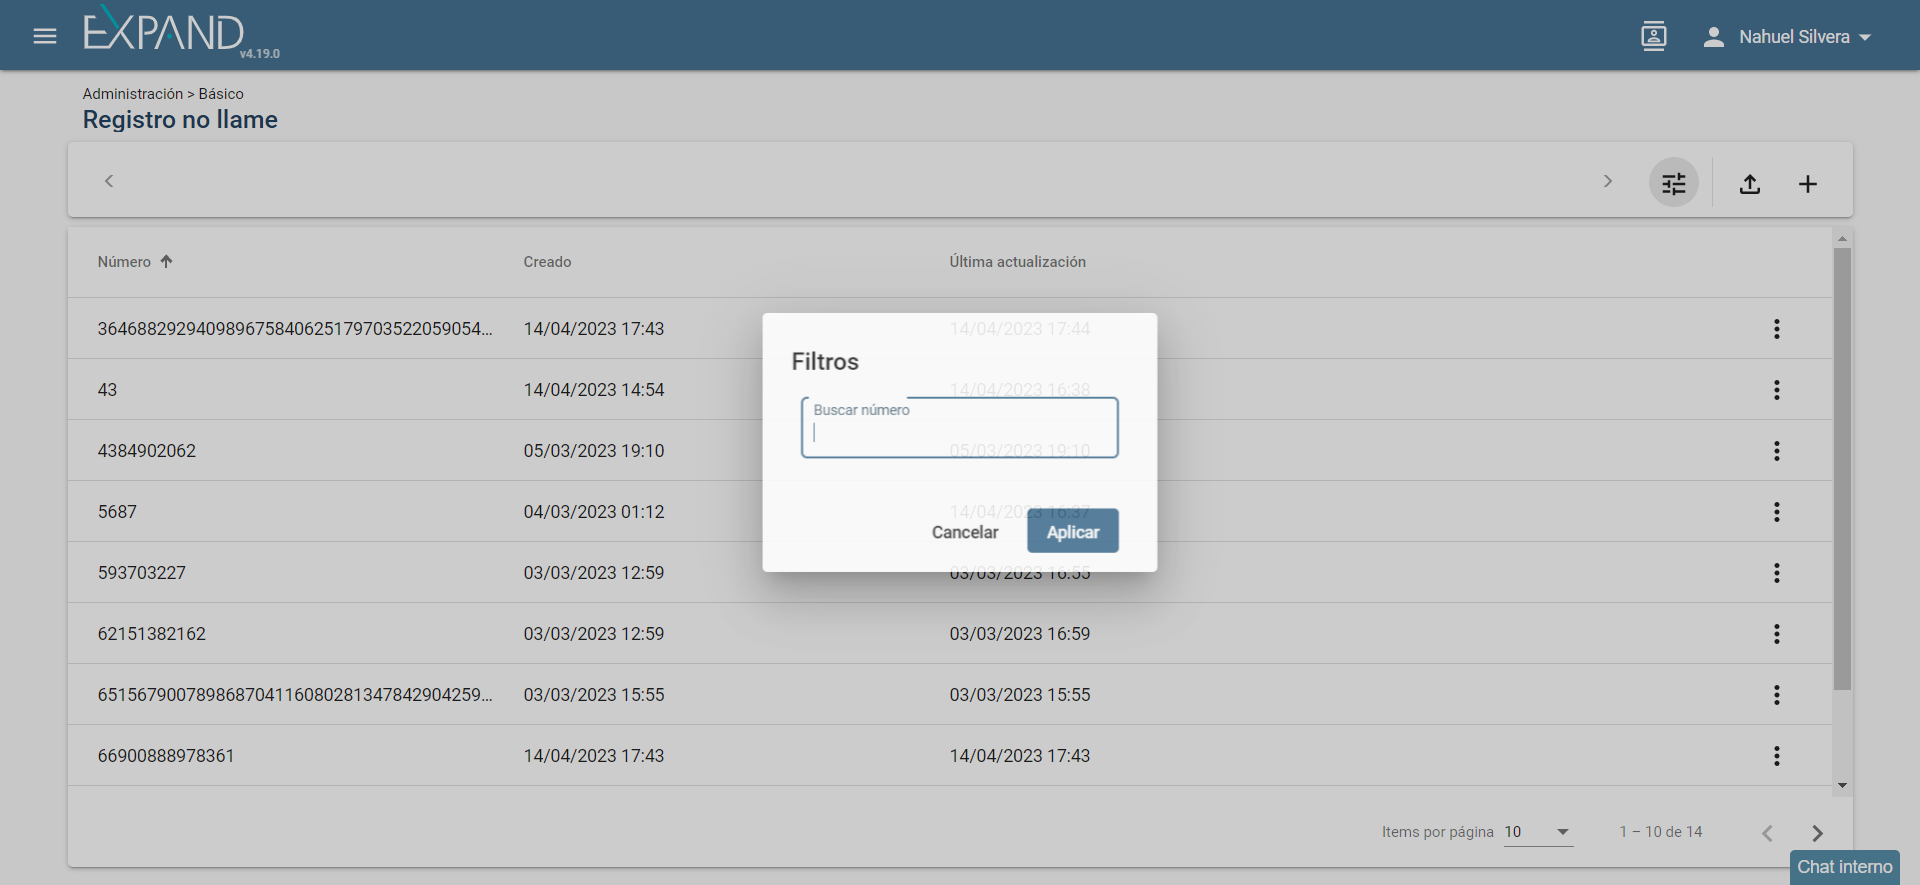 EXPAND
v4.19.0
Nahuel Silvera
Administración > Básico
Registro no llame
Número Creado Última actualización
364688292940989675840625179703522059054... 14/04/2023 17:43 14/04/2023 17:44
43 14/04/2023 14:54 14/04/2023 16:38
4384902062 05/03/2023 19:10 05/03/2023 19:10
5687 04/03/2023 01:12 14/04/2023 16:37
593703227 03/03/2023 12:59 03/03/2023 16:55
62151382162 03/03/2023 12:59 03/03/2023 16:59
651567900789868704116080281347842904259... 03/03/2023 15:55 03/03/2023 15:55
66900888978361 14/04/2023 17:43 14/04/2023 17:43
Filtros
Buscar número
Cancelar Aplicar
Items por página 10 1 – 10 de 14
Chat interno